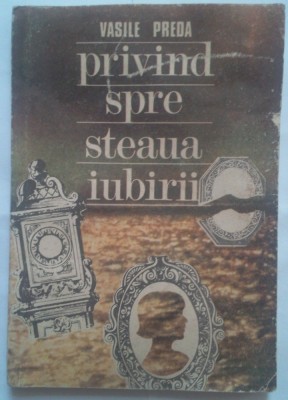 VASILE PREDA
privind
spre
steaua
iubirii